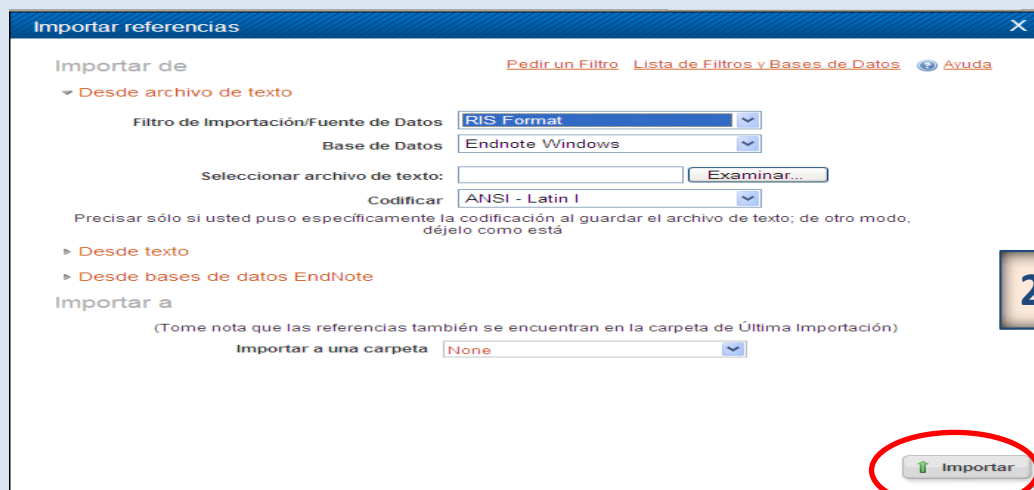 Importar referencias
Importar de
Pedir un Filtro Lista de Filtros y Bases de Datos Ayuda
Desde archivo de texto
Filtro de Importación/Fuente de Datos RIS Format
Base de Datos Endnote Windows
Seleccionar archivo de texto: Examinar...
Codificar ANSI - Latin I
Precisar sólo si usted puso específicamente la codificación al guardar el archivo de texto; de otro modo,
déjelo como está
Desde texto
Desde bases de datos EndNote
2
Importar a
(Tome nota que las referencias también se encuentran en la carpeta de Última Importación)
Importar a una carpeta None
Importar